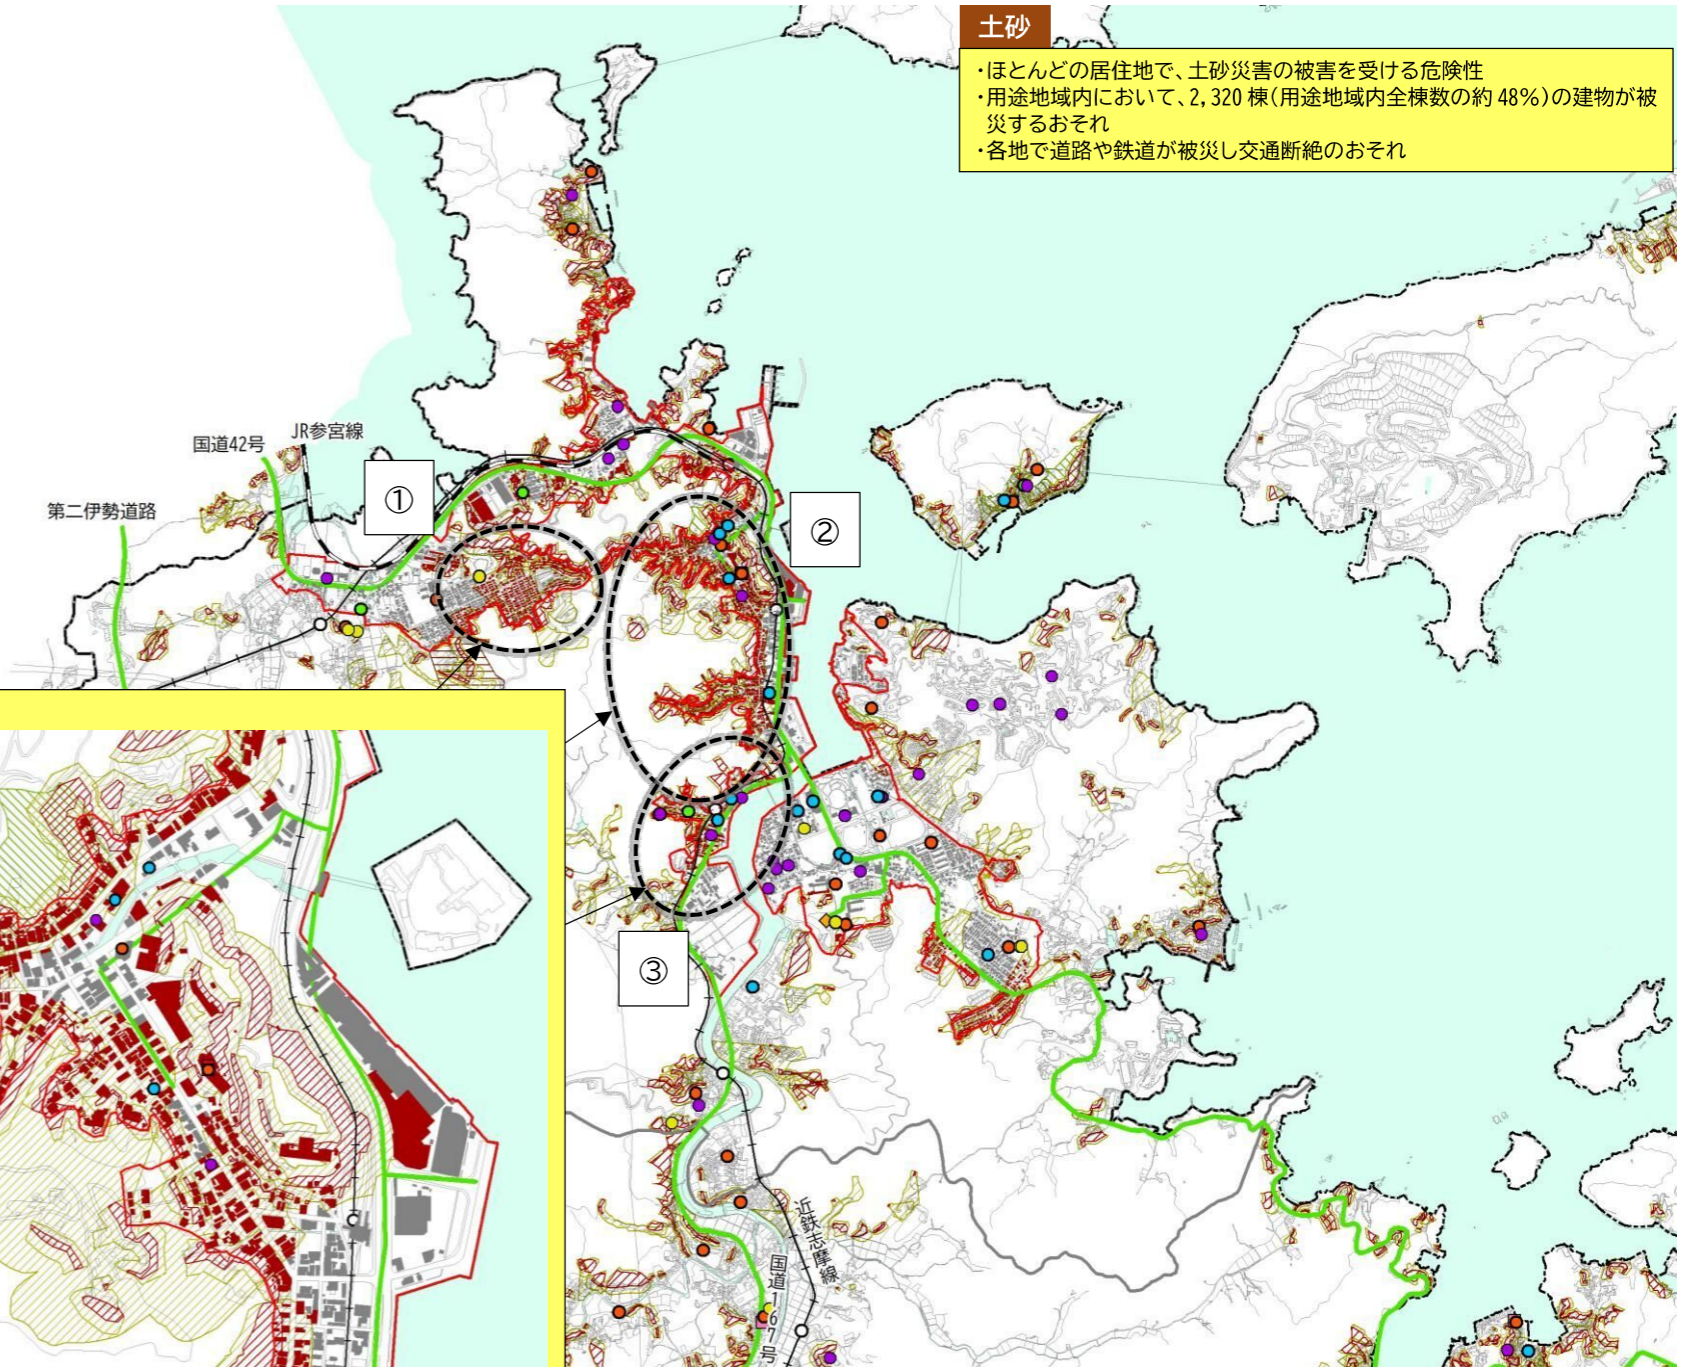 土砂
・ほとんどの居住地で、土砂災害の被害を受ける危険性
・用途地域内において、2,320棟(用途地域内全棟数の約48%)の建物が被
災するおそれ
・各地で道路や鉄道が被災し交通断絶のおそれ
国道42号
JR参宮線
第二伊勢道路
①
②
③
近鉄志摩線
国道167号